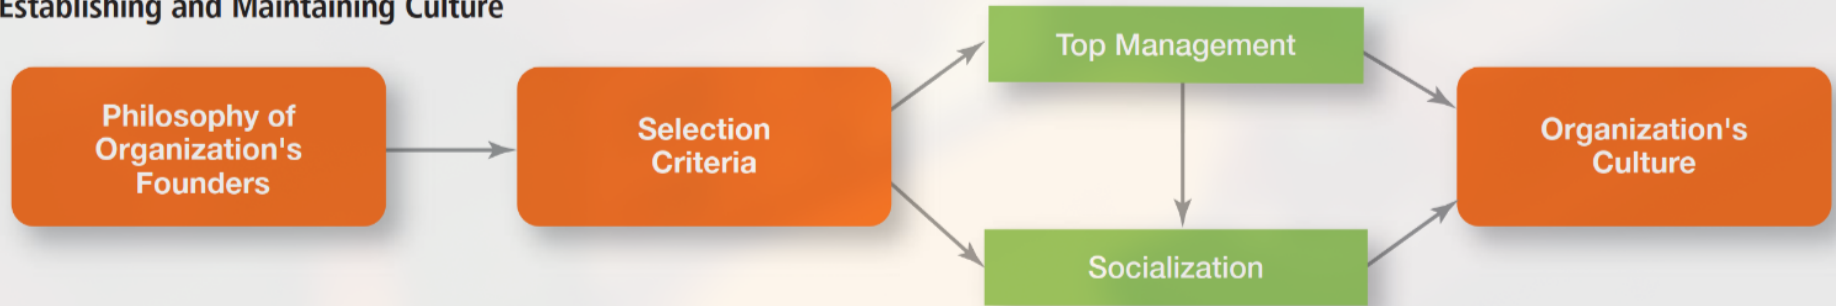 Establishing and Maintaining Culture
Philosophy of
Organization's
Founders
Selection
Criteria
Top Management
Socialization
Organization's
Culture